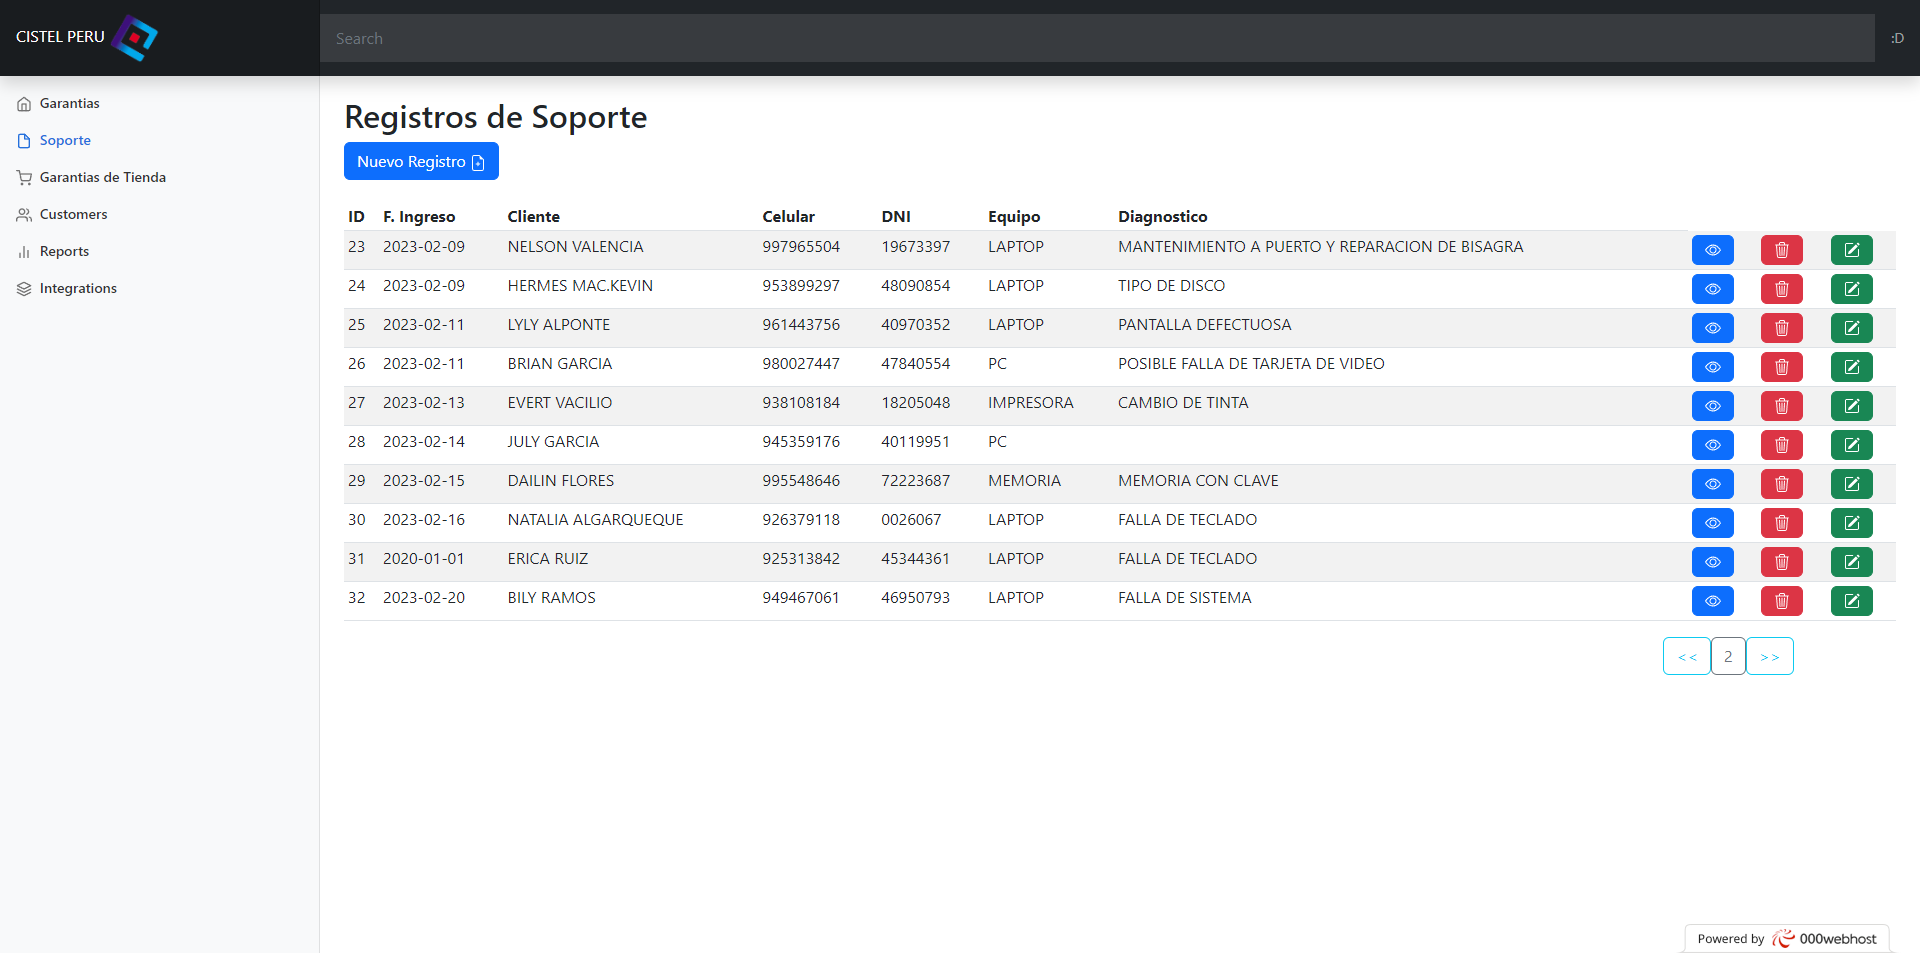 CISTEL PERU
Search
:D
Garantias
Soporte
Garantias de Tienda
Customers
Reports
Integrations
Registros de Soporte
Nuevo Registro
ID F. Ingreso Cliente Celular DNI Equipo Diagnostico
23 2023-02-09 NELSON VALENCIA 997965504 19673397 LAPTOP MANTENIMIENTO A PUERTO Y REPARACION DE BISAGRA
24 2023-02-09 HERMES MAC.KEVIN 953899297 48090854 LAPTOP TIPO DE DISCO
25 2023-02-11 LYLY ALPONTE 961443756 40970352 LAPTOP PANTALLA DEFECTUOSA
26 2023-02-11 BRIAN GARCIA 980027447 47840554 PC POSIBLE FALLA DE TARJETA DE VIDEO
27 2023-02-13 EVERT VACILIO 938108184 18205048 IMPRESORA CAMBIO DE TINTA
28 2023-02-14 JULY GARCIA 945359176 40119951 PC
29 2023-02-15 DAILIN FLORES 995548646 72223687 MEMORIA MEMORIA CON CLAVE
30 2023-02-16 NATALIA ALGARQUEQUE 926379118 0026067 LAPTOP FALLA DE TECLADO
31 2020-01-01 ERICA RUIZ 925313842 45344361 LAPTOP FALLA DE TECLADO
32 2023-02-20 BILY RAMOS 949467061 46950793 LAPTOP FALLA DE SISTEMA
<< 2 >>
Powered by 000webhost